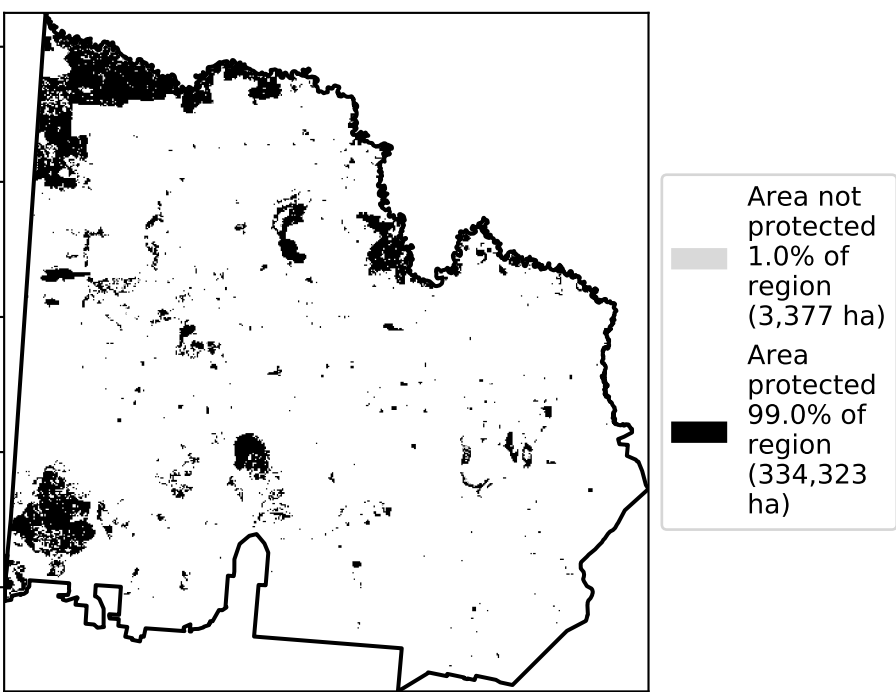 Area not
protected
1.0% of
region
(3,377 ha)
Area
protected
99.0% of
region
(334,323
ha)